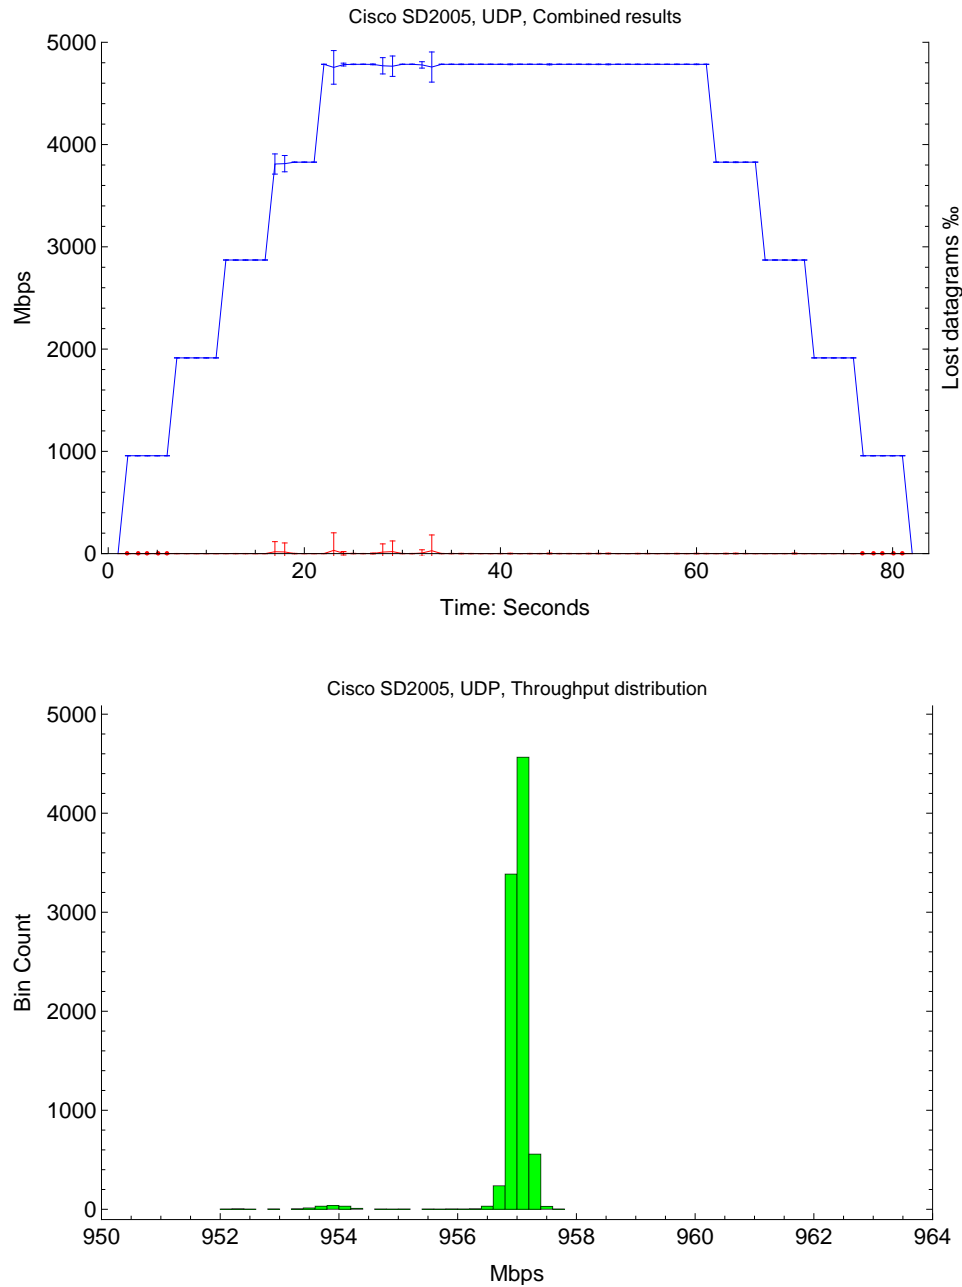 Cisco SD2005, UDP, Combined results
5000
4000
3000
2000
1000
0
Mbps
Lost datagrams ‰
0 20 40 60 80
Time: Seconds
Cisco SD2005, UDP, Throughput distribution
5000
4000
3000
2000
1000
0
Bin Count
950 952 954 956 958 960 962 964
Mbps